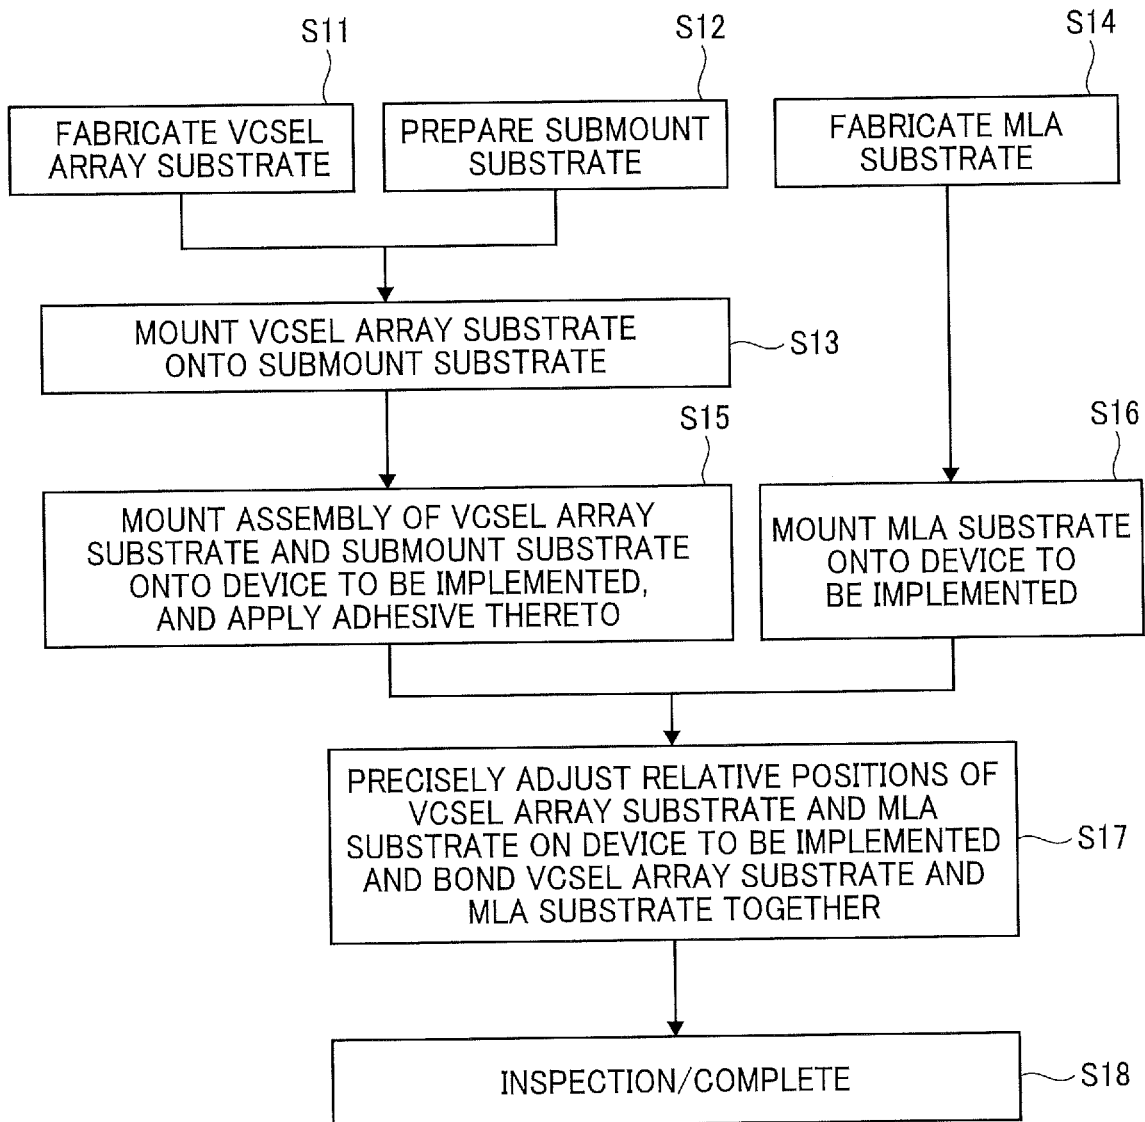 S11
S12
S14
FABRICATE VCSEL
ARRAY SUBSTRATE
PREPARE SUBMOUNT
SUBSTRATE
FABRICATE MLA
SUBSTRATE
MOUNT VCSEL ARRAY SUBSTRATE
ONTO SUBMOUNT SUBSTRATE
S13
S15
S16
MOUNT ASSEMBLY OF VCSEL ARRAY
SUBSTRATE AND SUBMOUNT SUBSTRATE
ONTO DEVICE TO BE IMPLEMENTED,
AND APPLY ADHESIVE THERETO
MOUNT MLA SUBSTRATE
ONTO DEVICE TO
BE IMPLEMENTED
PRECISELY ADJUST RELATIVE POSITIONS OF
VCSEL ARRAY SUBSTRATE AND MLA
SUBSTRATE ON DEVICE TO BE IMPLEMENTED
AND BOND VCSEL ARRAY SUBSTRATE AND
MLA SUBSTRATE TOGETHER
S17
INSPECTION/COMPLETE
S18